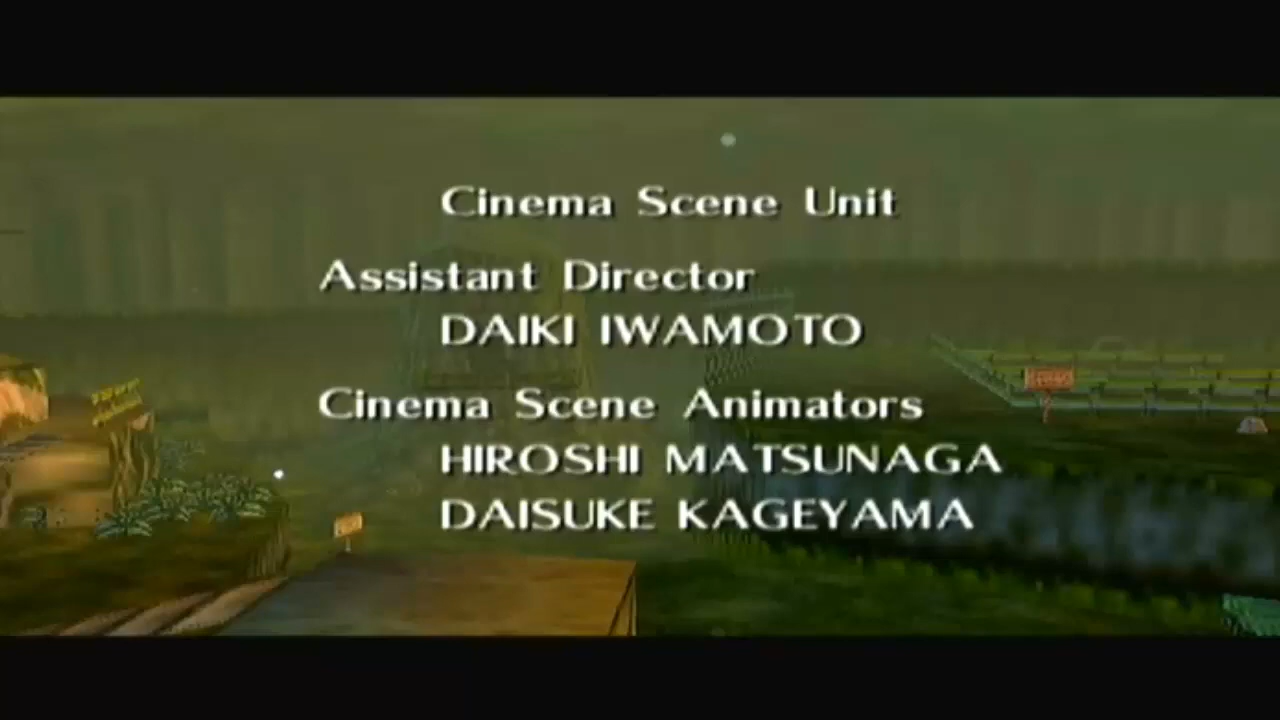 Cinema Scene Unit
Assistant Director
DAIKI IWAMOTO
Cinema Scene Animators
HIROSHI MATSUNAGA
DAISUKE KAGEYAMA